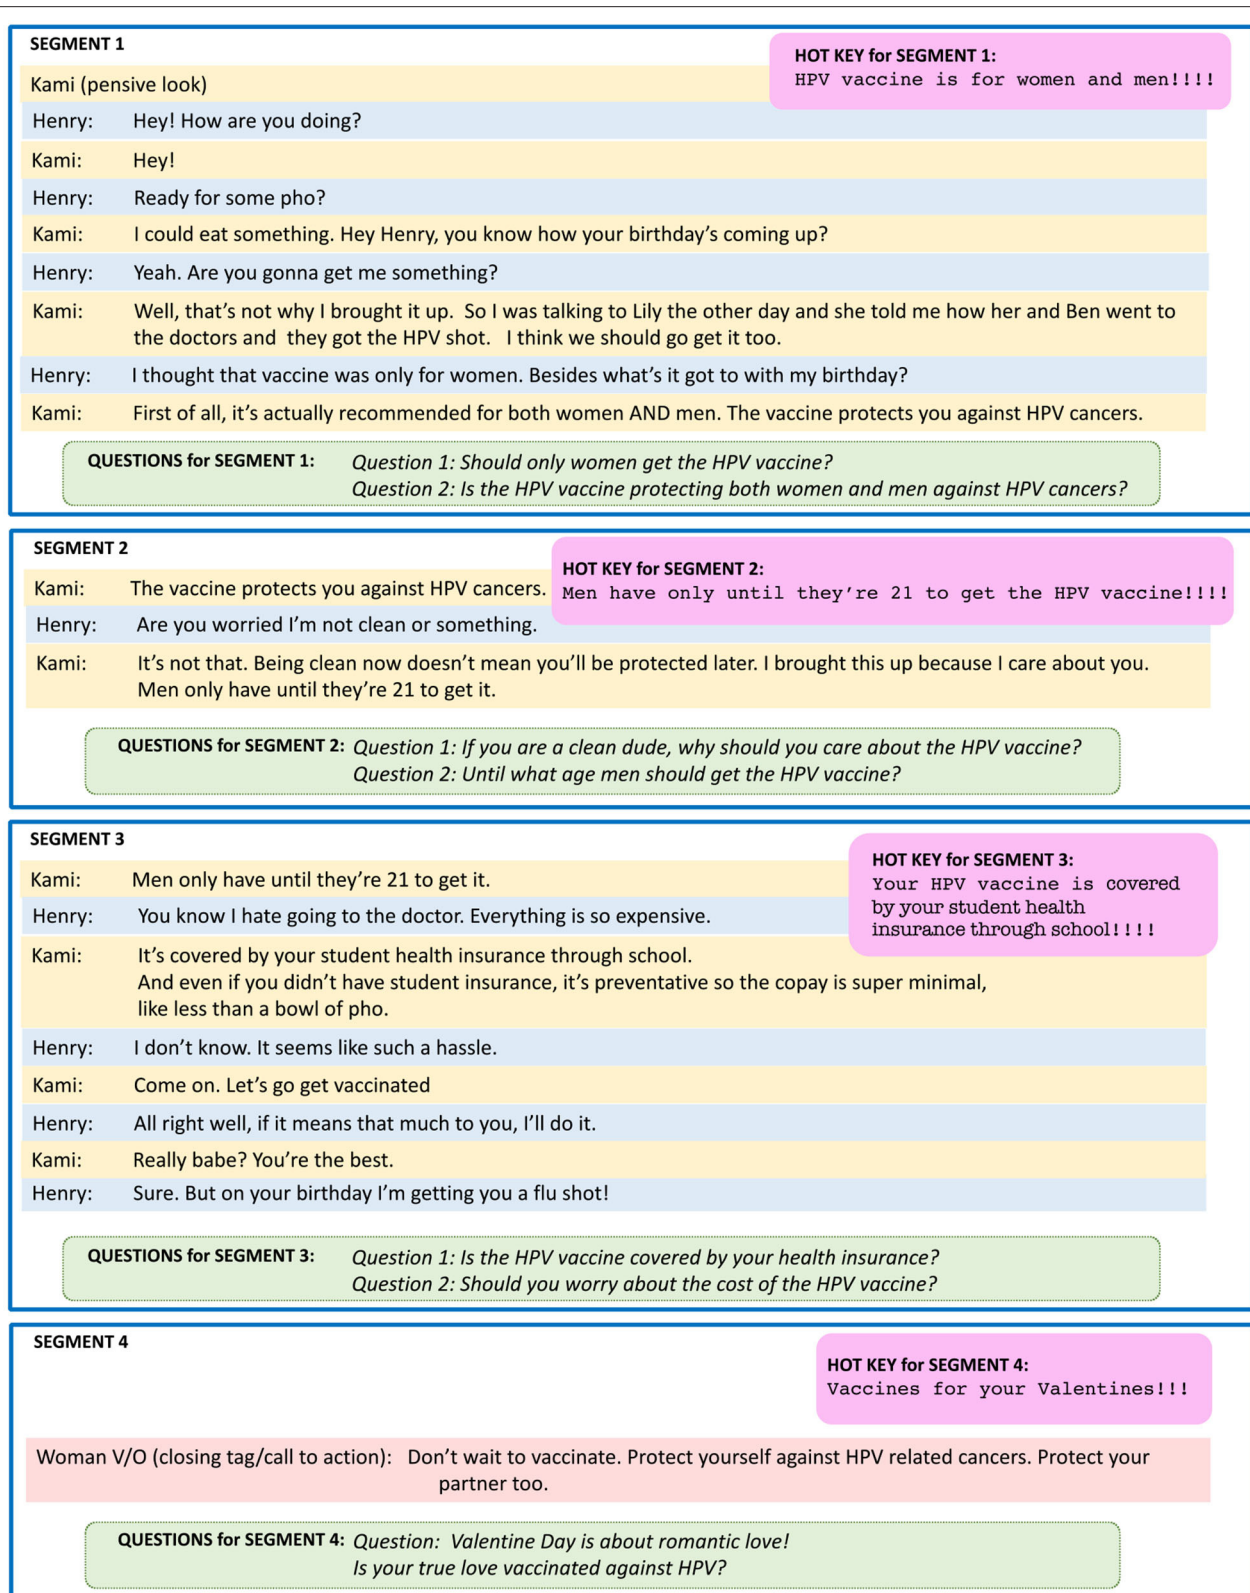 SEGMENT 1
HOT KEY for SEGMENT 1:
HPV vaccine is for women and men!!!!
Kami (pensive look)
Henry: Hey! How are you doing?
Kami: Hey!
Henry: Ready for some pho?
Kami: I could eat something. Hey Henry, you know how your birthday's coming up?
Henry: Yeah. Are you gonna get me something?
Kami: Well, that's not why I brought it up. So I was talking to Lily the other day and she told me how her and Ben went to
the doctors and they got the HPV shot. I think we should go get it too.
Henry: I thought that vaccine was only for women. Besides what's it got to with my birthday?
Kami: First of all, it's actually recommended for both women AND men. The vaccine protects you against HPV cancers.
QUESTIONS for SEGMENT 1: Question 1: Should only women get the HPV vaccine?
Question 2: Is the HPV vaccine protecting both women and men against HPV cancers?
SEGMENT 2
HOT KEY for SEGMENT 2:
Men have only until they're 21 to get the HPV vaccine!!!!
Kami: The vaccine protects you against HPV cancers.
Henry: Are you worried I'm not clean or something.
Kami: It's not that. Being clean now doesn't mean you'll be protected later. I brought this up because I care about you.
Men only have until they're 21 to get it.
QUESTIONS for SEGMENT 2: Question 1: If you are a clean dude, why should you care about the HPV vaccine?
Question 2: Until what age men should get the HPV vaccine?
SEGMENT 3
HOT KEY for SEGMENT 3:
Your HPV vaccine is covered
by your student health
insurance through school!!!!
Kami: Men only have until they're 21 to get it.
Henry: You know I hate going to the doctor. Everything is so expensive.
Kami: It's covered by your student health insurance through school.
And even if you didn't have student insurance, it's preventative so the copay is super minimal,
like less than a bowl of pho.
Henry: I don't know. It seems like such a hassle.
Kami: Come on. Let's go get vaccinated
Henry: All right well, if it means that much to you, I'll do it.
Kami: Really babe? You're the best.
Henry: Sure. But on your birthday I'm getting you a flu shot!
QUESTIONS for SEGMENT 3: Question 1: Is the HPV vaccine covered by your health insurance?
Question 2: Should you worry about the cost of the HPV vaccine?
SEGMENT 4
HOT KEY for SEGMENT 4:
Vaccines for your Valentines!!!
Woman V/O (closing tag/call to action): Don't wait to vaccinate. Protect yourself against HPV related cancers. Protect your
partner too.
QUESTIONS for SEGMENT 4: Question: Valentine Day is about romantic love!
Is your true love vaccinated against HPV?